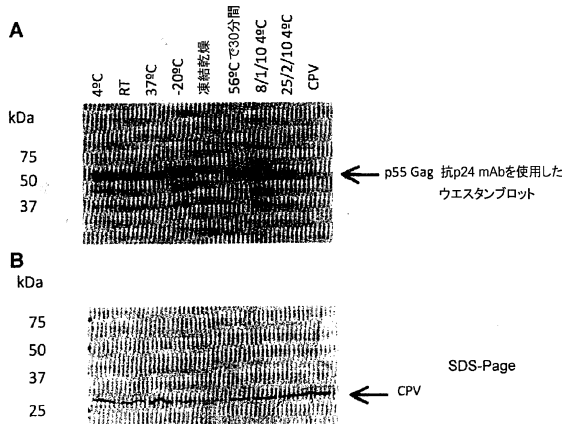 A
4ºC
RT
37ºC
-20ºC
凍結乾燥
56ºCで30分間
8/1/10 4ºC
25/2/10 4ºC
CPV
kDa
75
50
37
p55 Gag 抗p24 mAbを使用した
ウエスタンブロット
B
kDa
75
50
37
25
SDS-Page
CPV